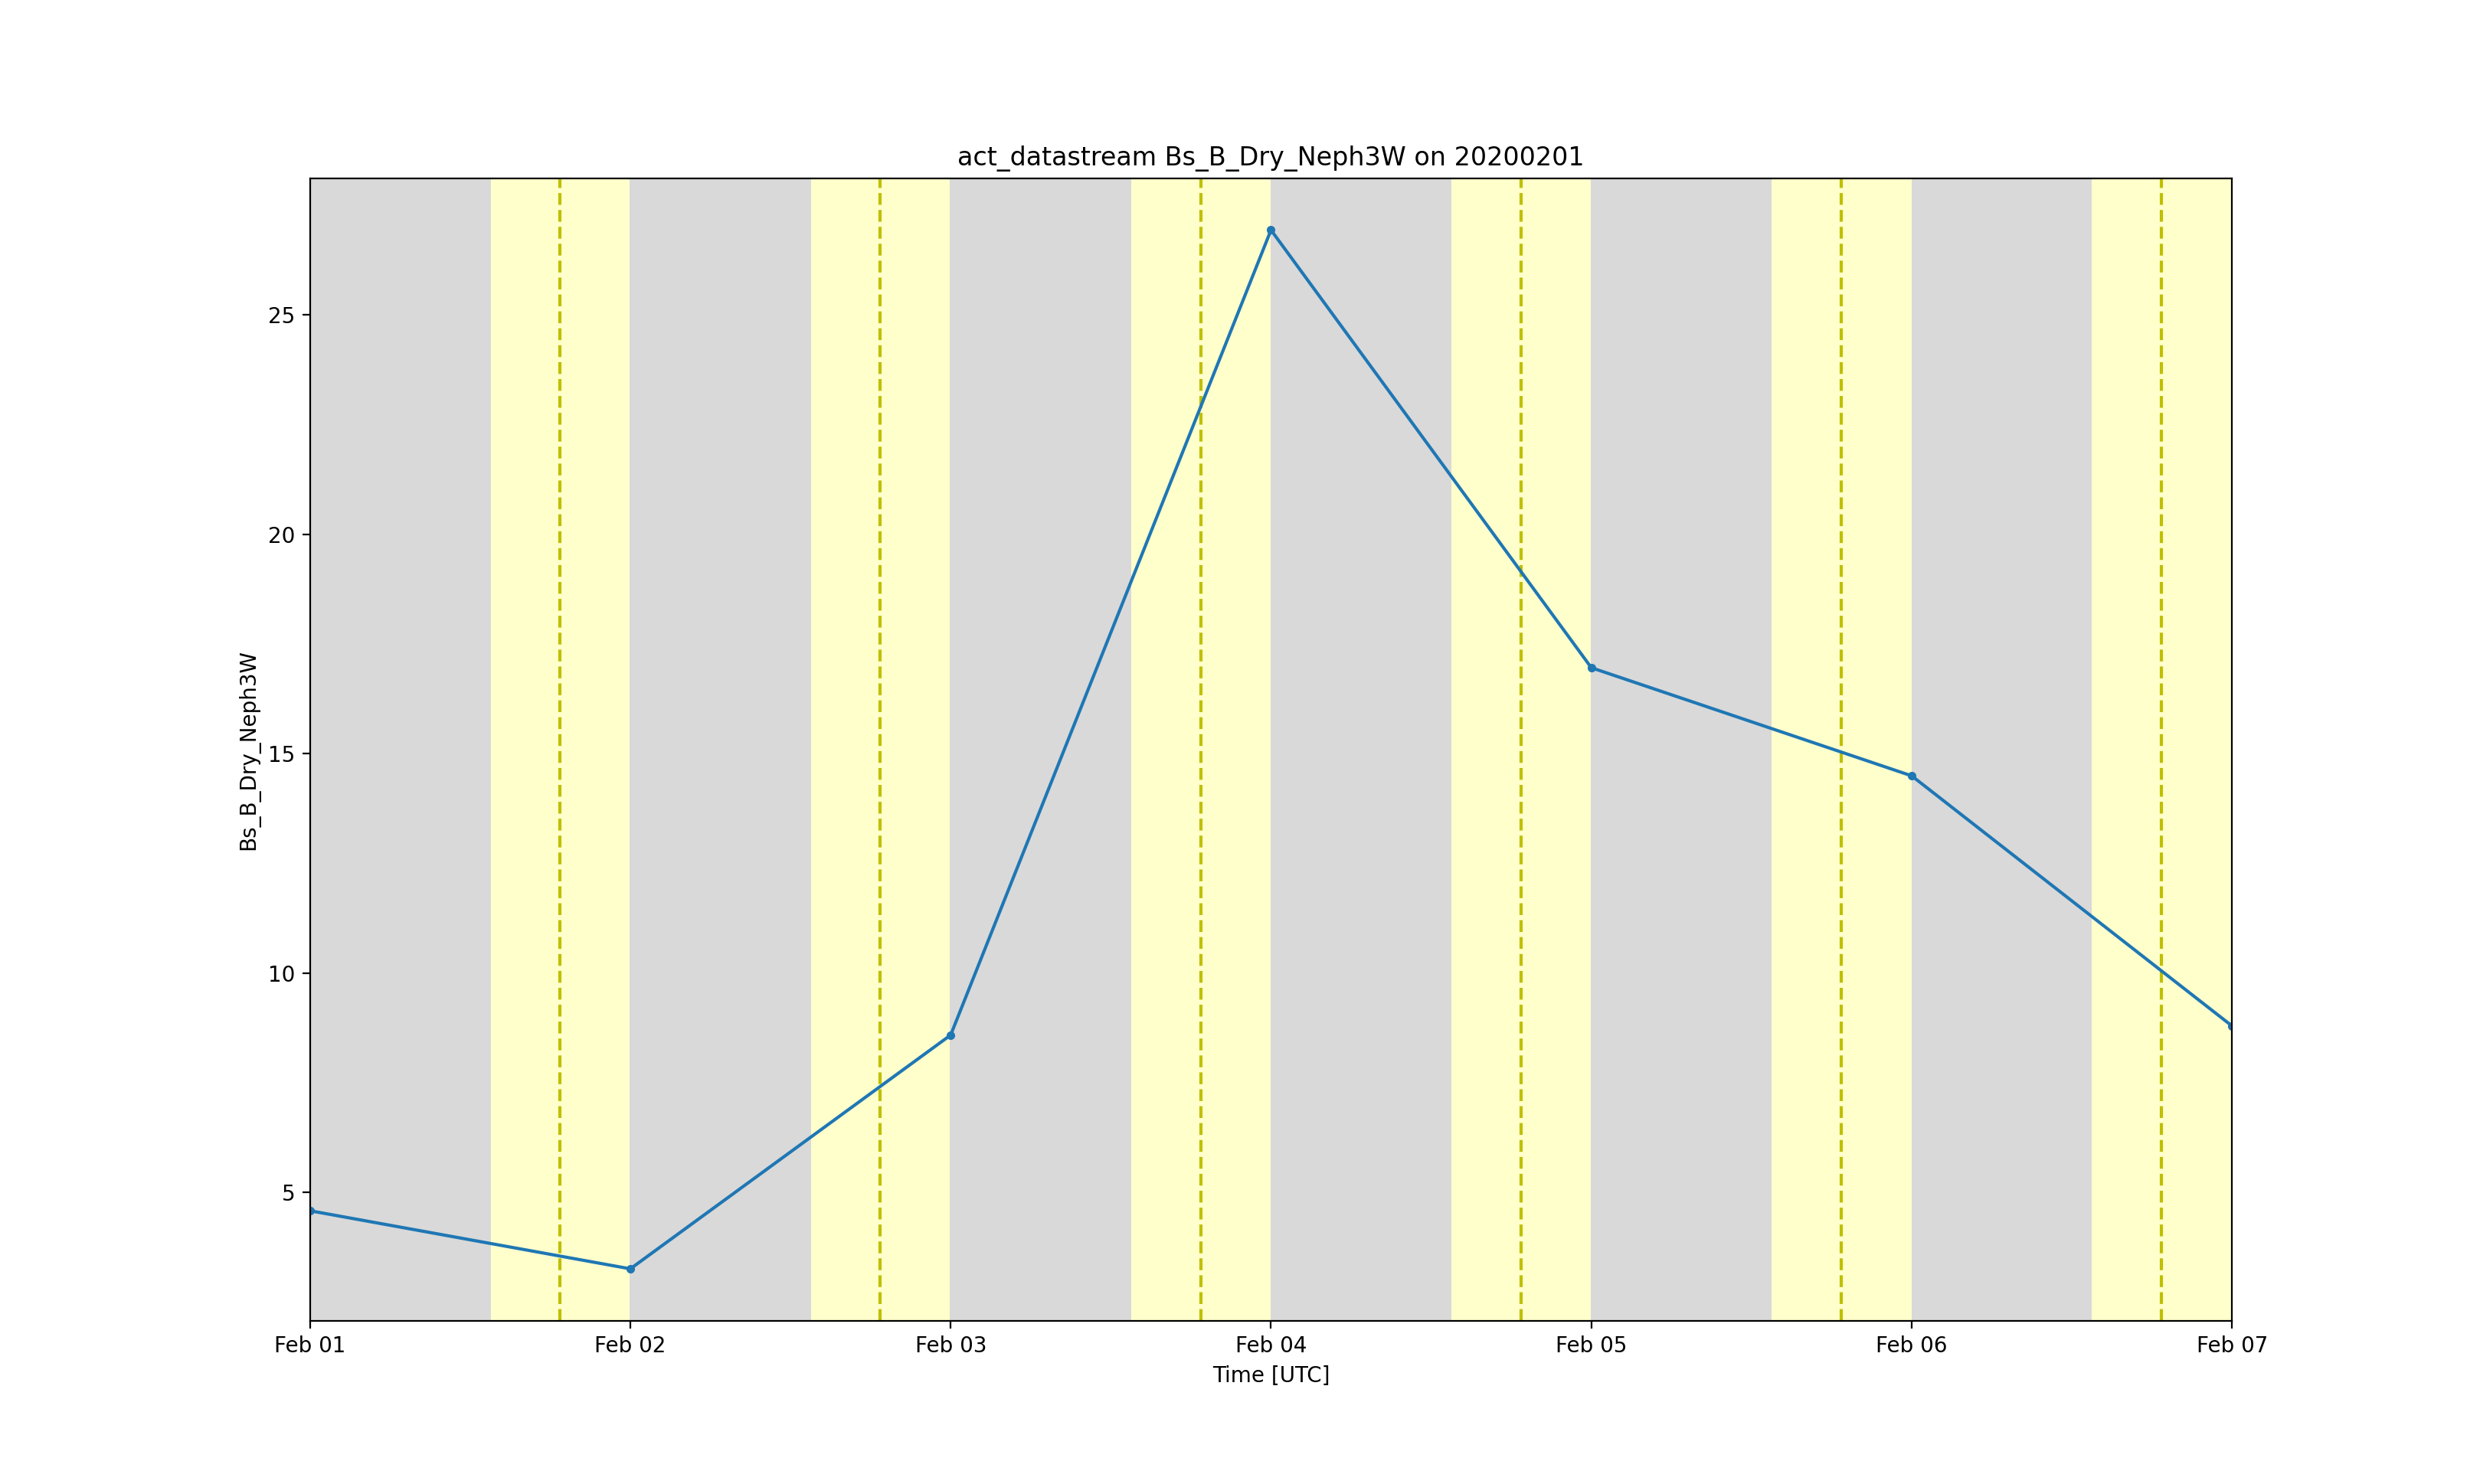 act_datastream Bs_B_Dry_Neph3W on 20200201
Bs_B_Dry_Neph3W
25
20
15
10
5
Feb 01 Feb 02 Feb 03 Feb 04 Feb 05 Feb 06 Feb 07
Time [UTC]